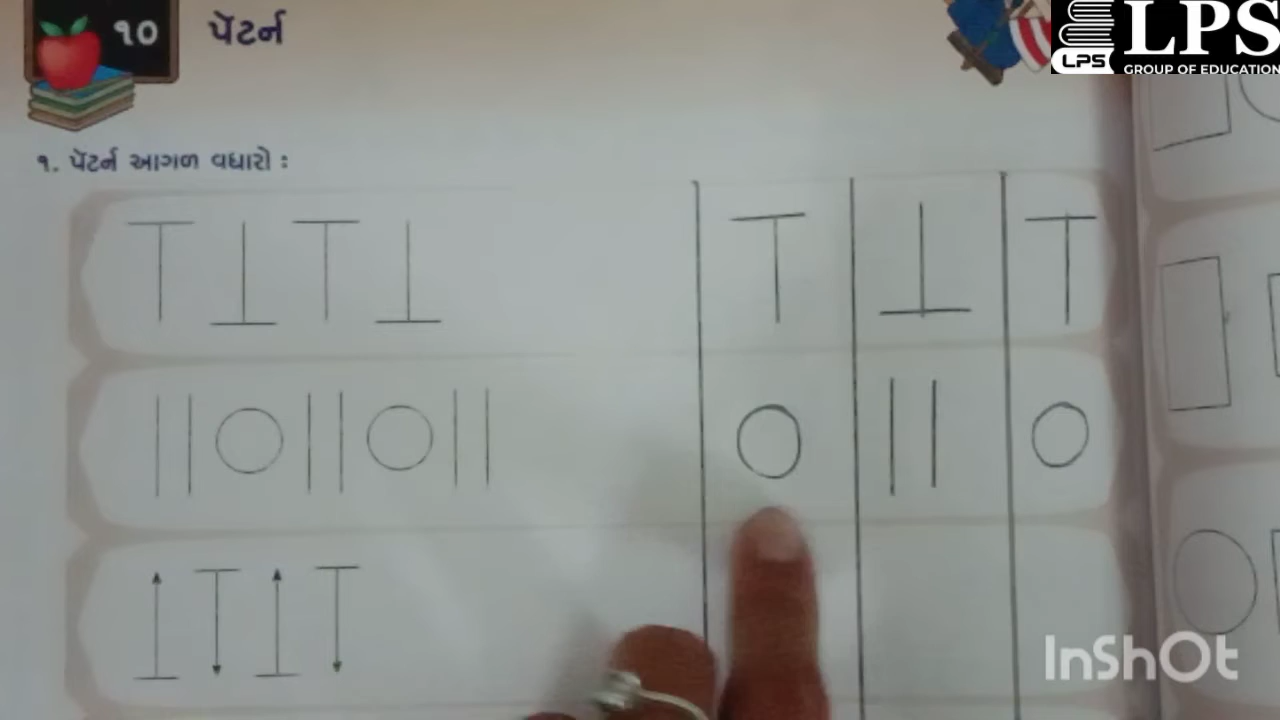 ૧૦ પૅટર્ન
LPS
LPS
GROUP OF EDUCATION
૧. પૅટર્ન આગળ વધારો :
InShOt